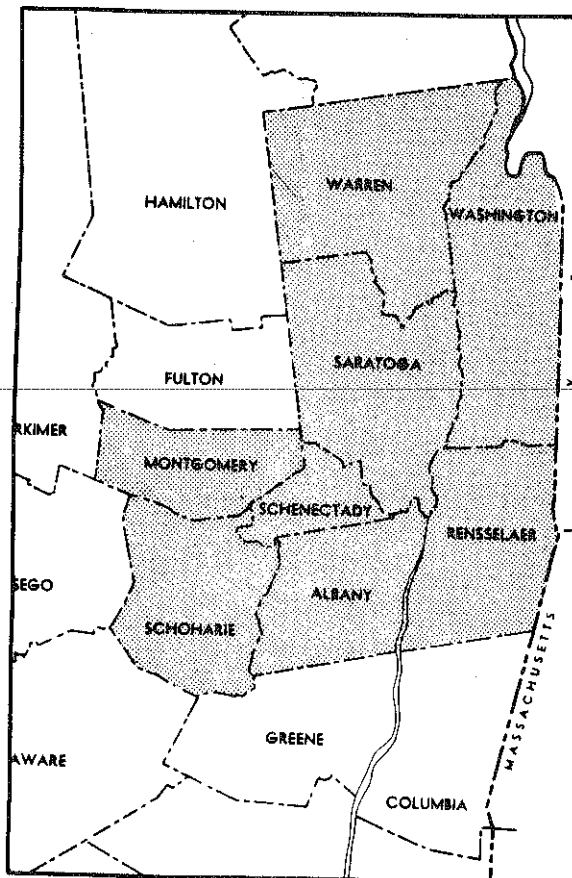 WARREN
HAMILTON
WASHINGTON
SARATOGA
FULTON
RKIMER
MONTGOMERY
SCHENECTADY
RENSSELAER
SEGO
ALBANY
SCHOHARIE
MASSACHUSETTS
GREENE
AWARE
COLUMBIA